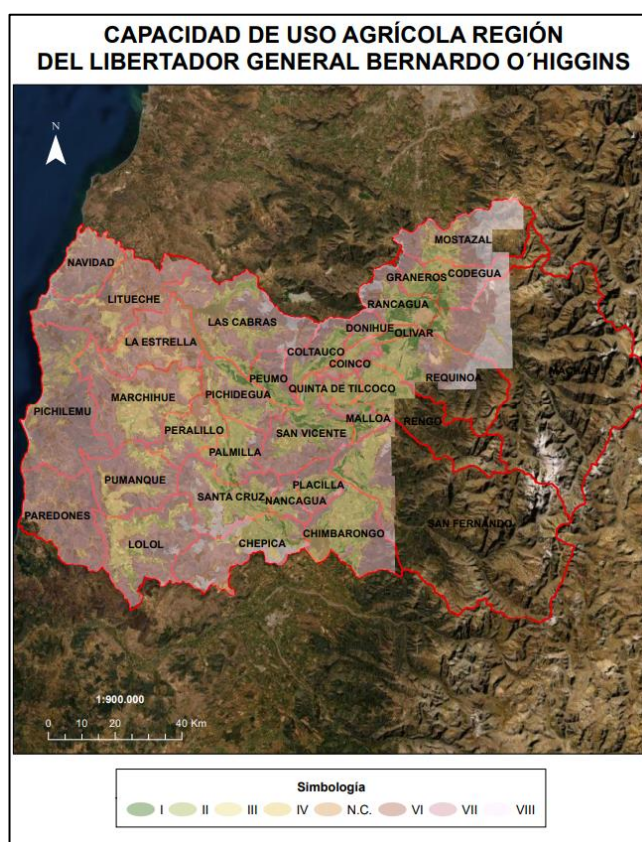 CAPACIDAD DE USO AGRÍCOLA REGIÓN
DEL LIBERTADOR GENERAL BERNARDO O´HIGGINS
N
MOSTAZAL
NAVIDAD
GRANEROS
CODEGUA
LITUECHE
RANCAGUA
LAS CABRAS
DONIHUE
OLIVAR
LA ESTRELLA
COLTAUCO
MACHALI
COINCO
PEUMO
REQUINOA
QUINTA DE TILCOCO
MARCHIHUE
PICHIDEGUA
PICHILEMU
MALLOA
RENGO
PERALILLO
SAN VICENTE
PALMILLA
PUMANQUE
PLACILLA
SANTA CRUZ
NANCAGUA
PAREDONES
SAN FERNANDO
CHIMBARONGO
LOLOL
CHEPICA
1:900.000
0 10 20 40 Km
Simbología
I II III IV N.C. VI VII VIII